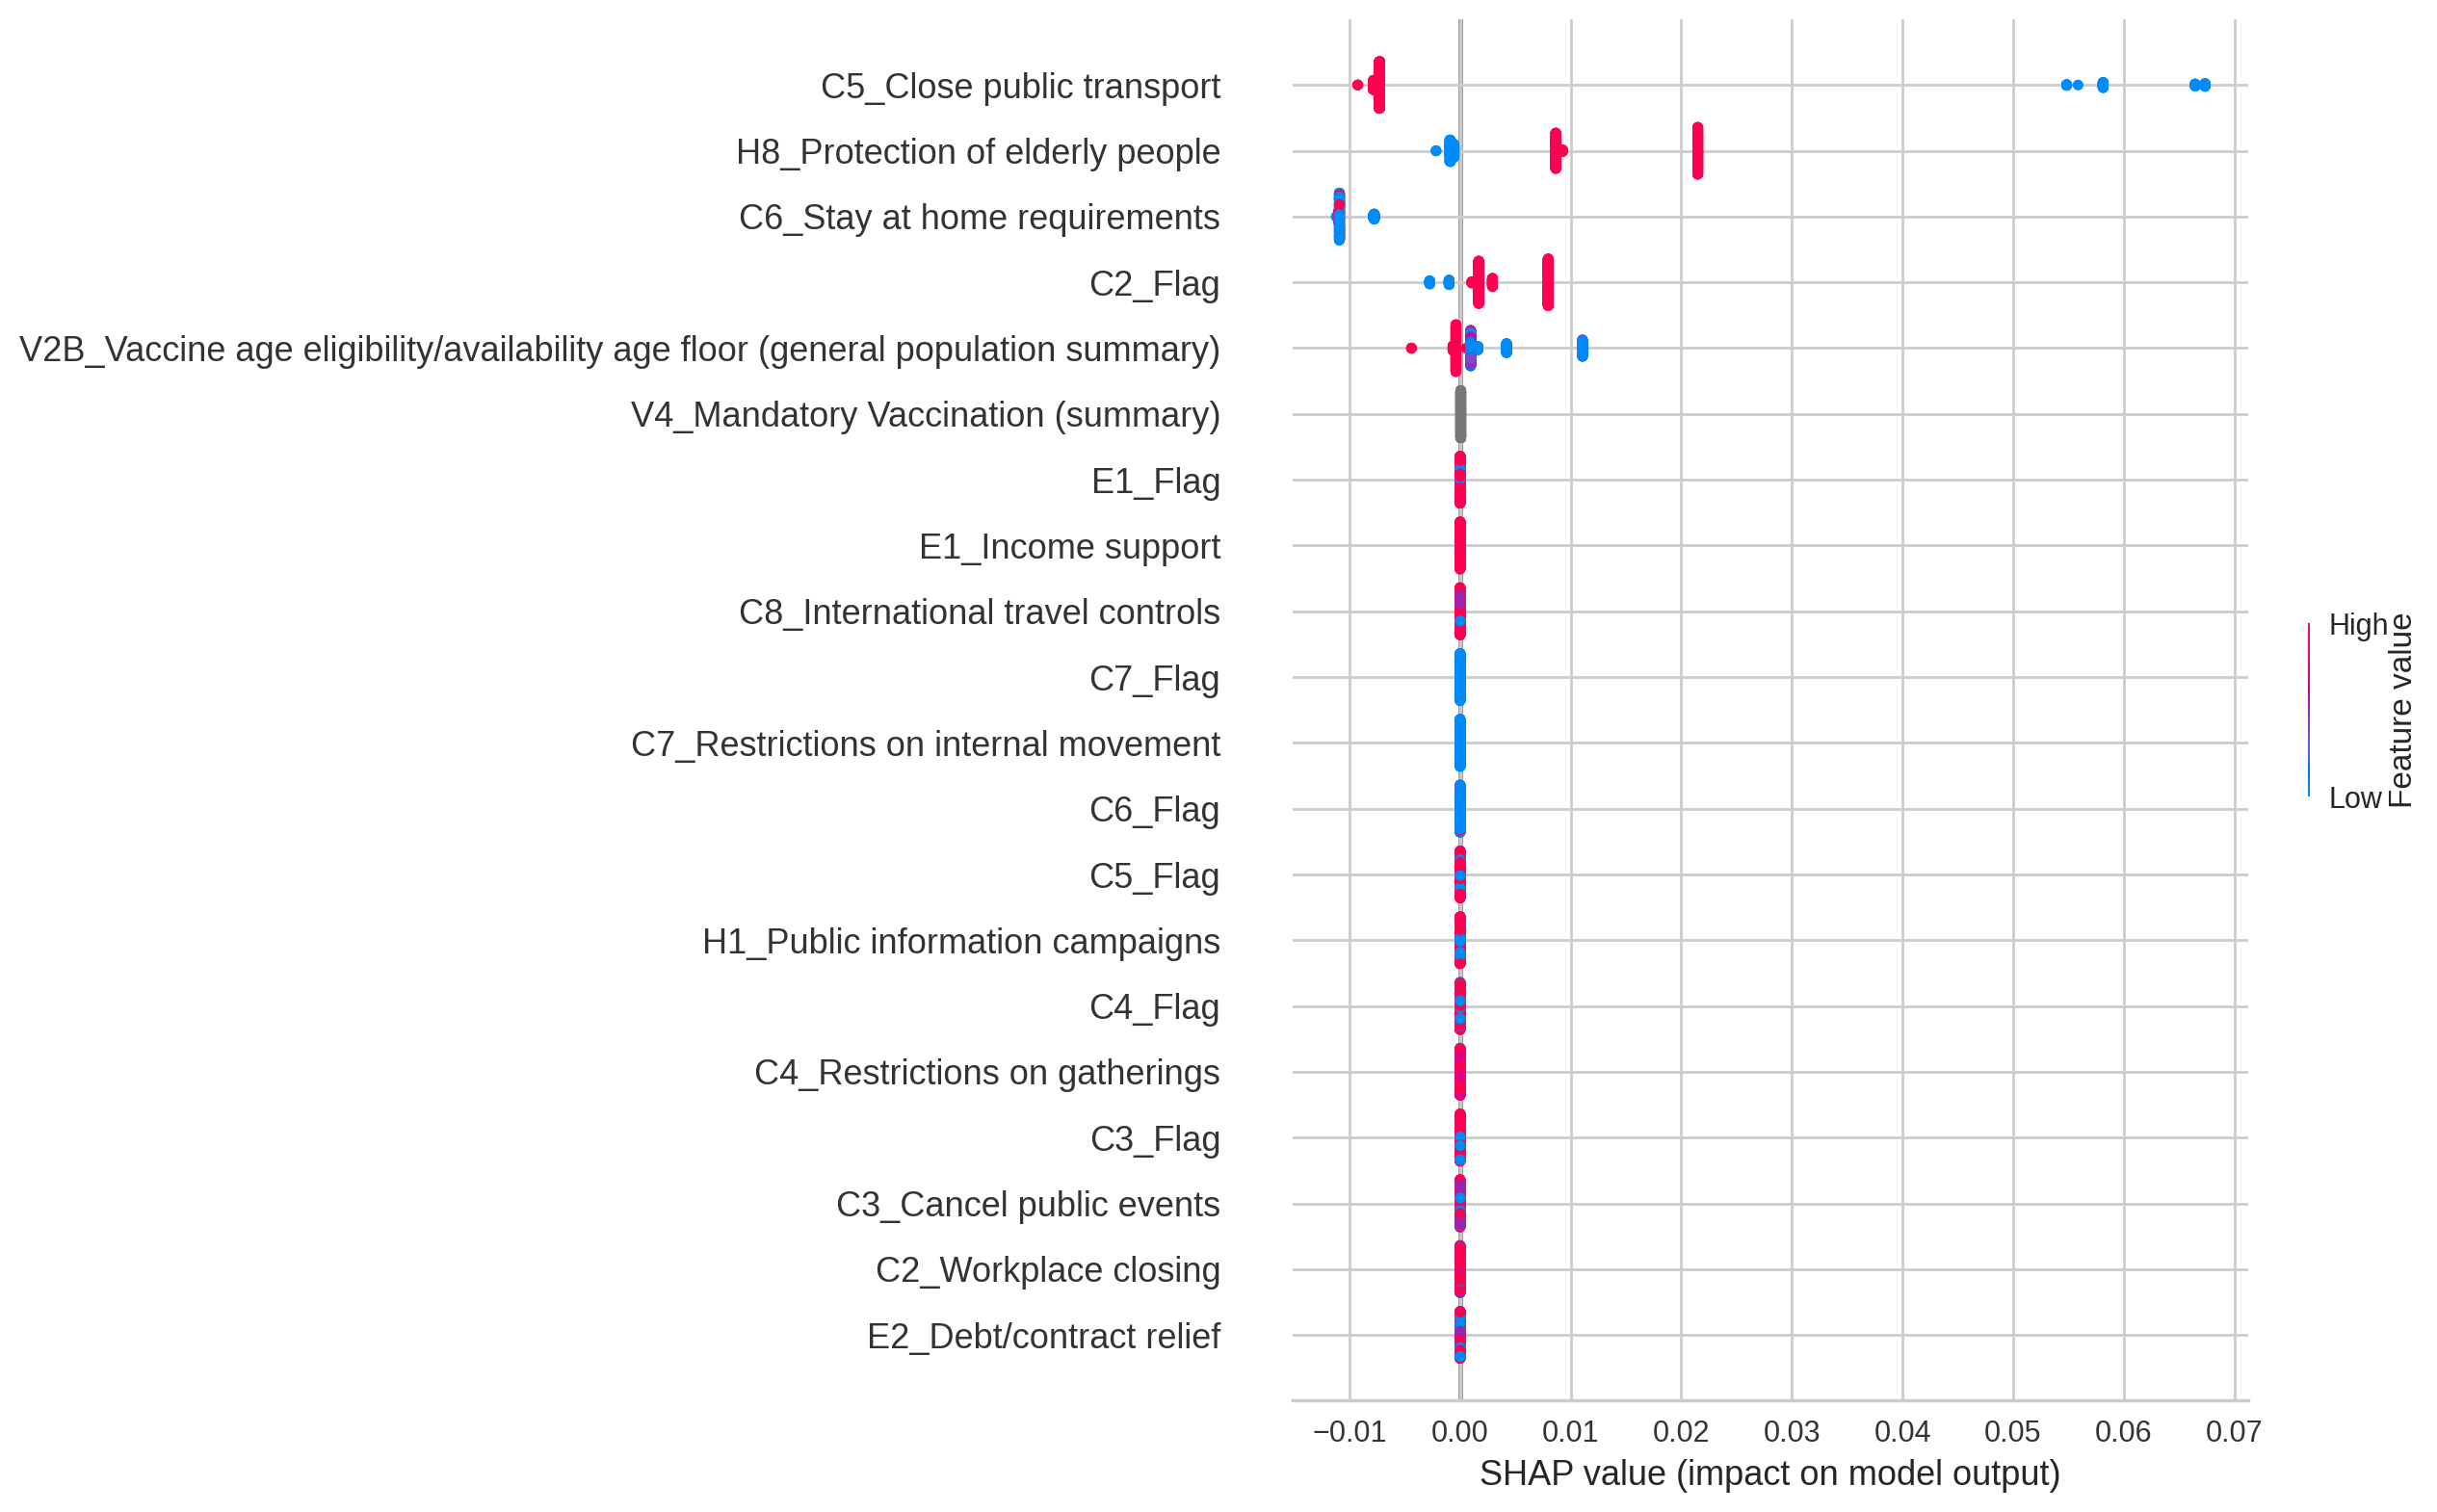 C5_Close public transport
H8_Protection of elderly people
C6_Stay at home requirements
C2_Flag
V2B_Vaccine age eligibility/availability age floor (general population summary)
V4_Mandatory Vaccination (summary)
E1_Flag
E1_Income support
C8_International travel controls
C7_Flag
C7_Restrictions on internal movement
C6_Flag
C5_Flag
H1_Public information campaigns
C4_Flag
C4_Restrictions on gatherings
C3_Flag
C3_Cancel public events
C2_Workplace closing
E2_Debt/contract relief
−0.01 0.00 0.01 0.02 0.03 0.04 0.05 0.06 0.07
SHAP value (impact on model output)
High
Low
Feature value